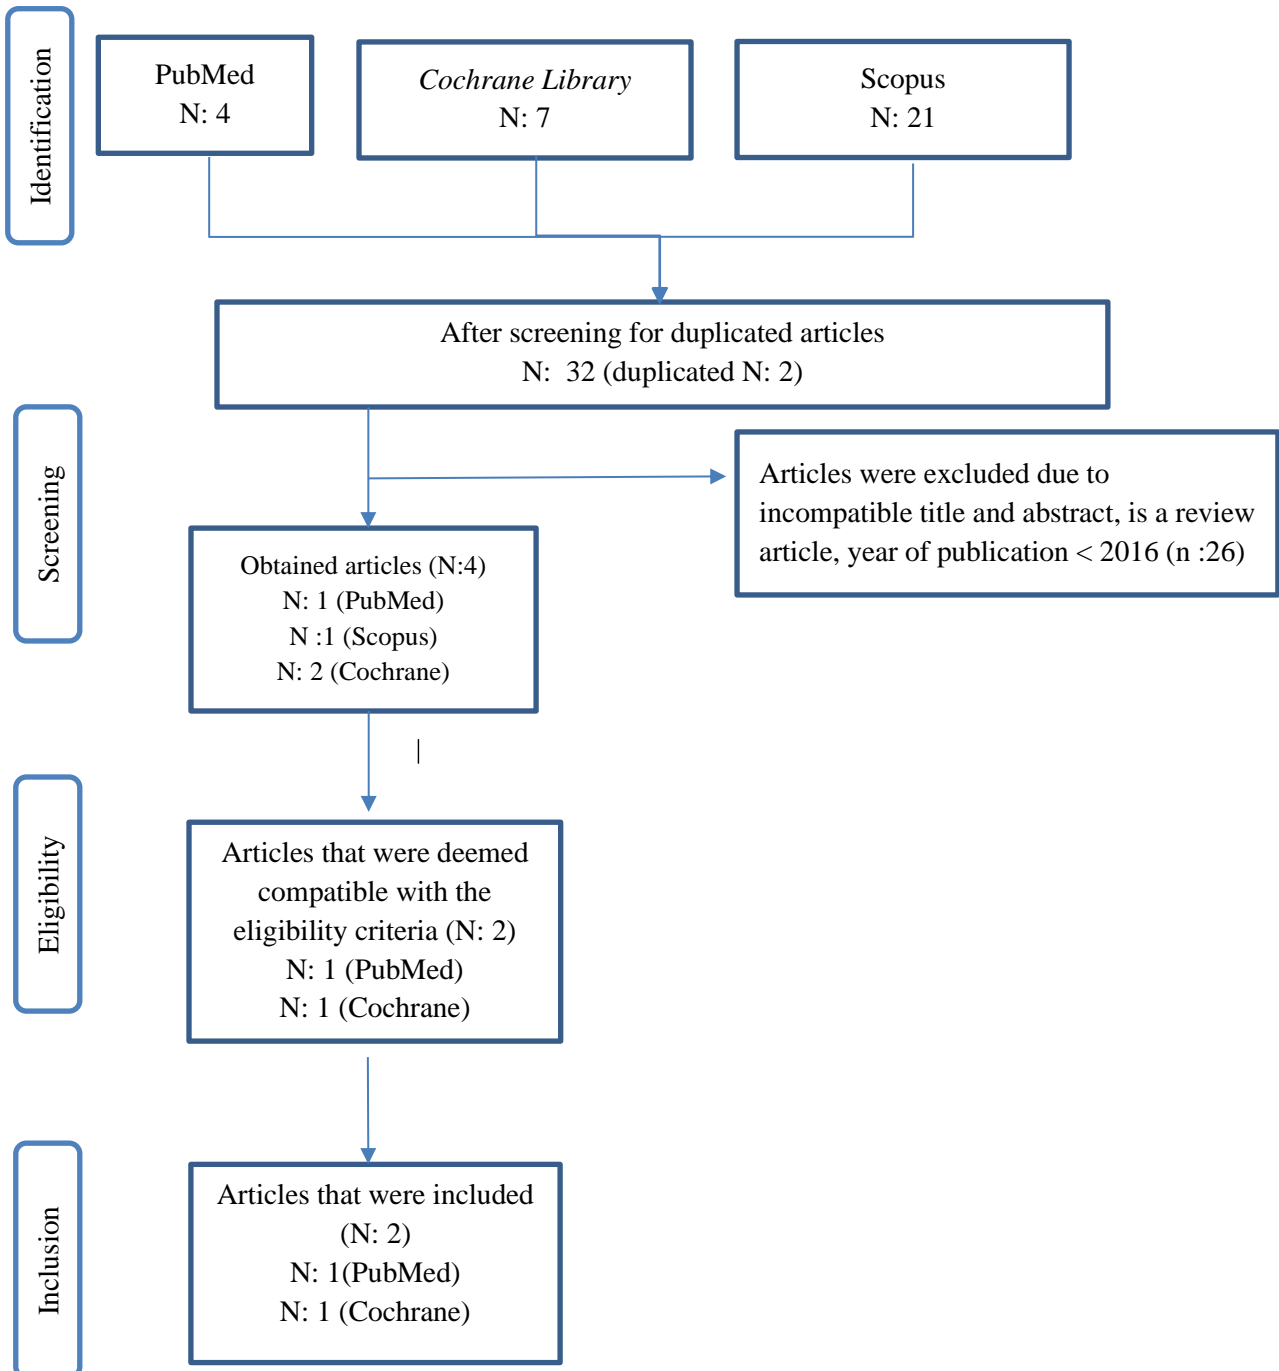 Identification
PubMed
N: 4
Cochrane Library
N: 7
Scopus
N: 21
After screening for duplicated articles
N: 32 (duplicated N: 2)
Screening
Articles were excluded due to
incompatible title and abstract, is a review
article, year of publication < 2016 (n :26)
Obtained articles (N:4)
N: 1 (PubMed)
N :1 (Scopus)
N: 2 (Cochrane)
|
Eligibility
Articles that were deemed
compatible with the
eligibility criteria (N: 2)
N: 1 (PubMed)
N: 1 (Cochrane)
Inclusion
Articles that were included
(N: 2)
N: 1(PubMed)
N: 1 (Cochrane)